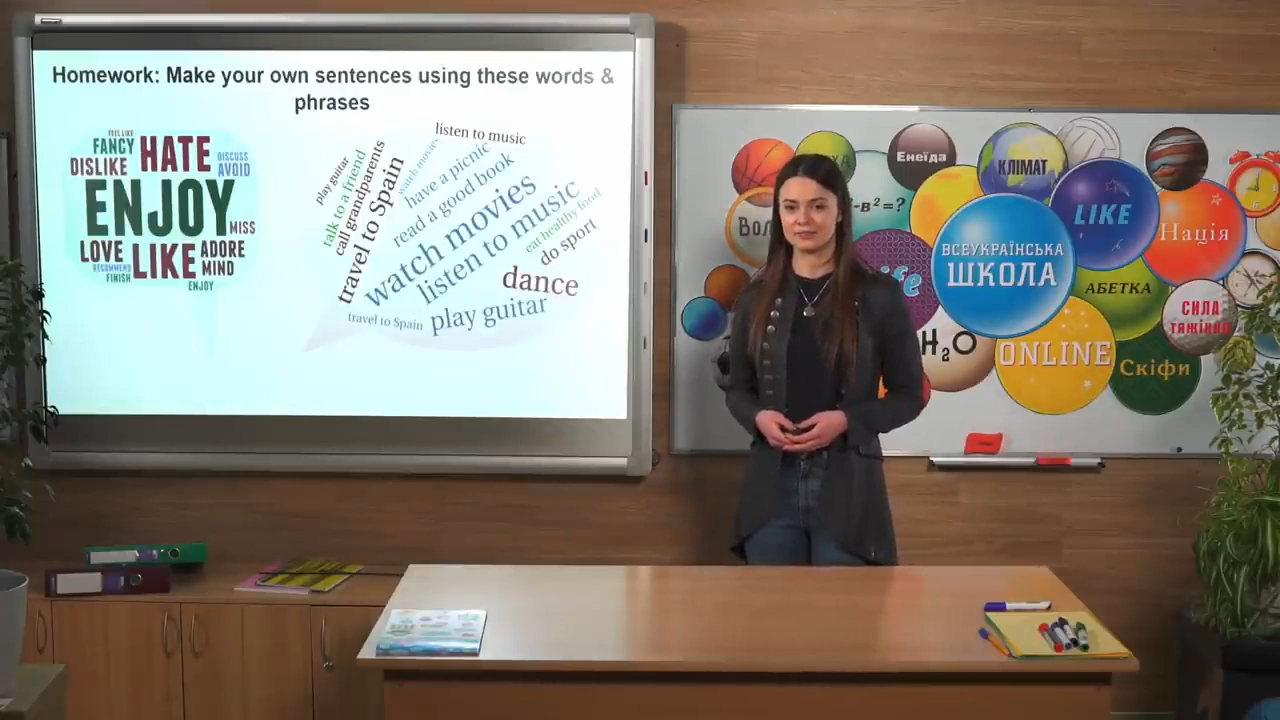 Homework: Make your own sentences using these words &
phrases
FEEL LIKE
FANCY
HATE
DISLIKE
DISCUSS
AVOID
ENJOY
MISS
LOVE
LIKE
ADORE
RECOMMEND
MIND
FINISH
ENJOY
listen to music
play guitar
talk to a friend
call grandparents
travel to Spain
watch movies
have a picnic
read a good book
watch movies
listen to music
eat healthy food
do sport
dance
travel to Spain
play guitar
Енеїда
КЛІМАТ
-в²=?
LIKE
Нація
ВСЕУКРАЇНСЬКА
ШКОЛА
АБЕТКА
СИЛА
H₂O
ONLINE
Скіфи